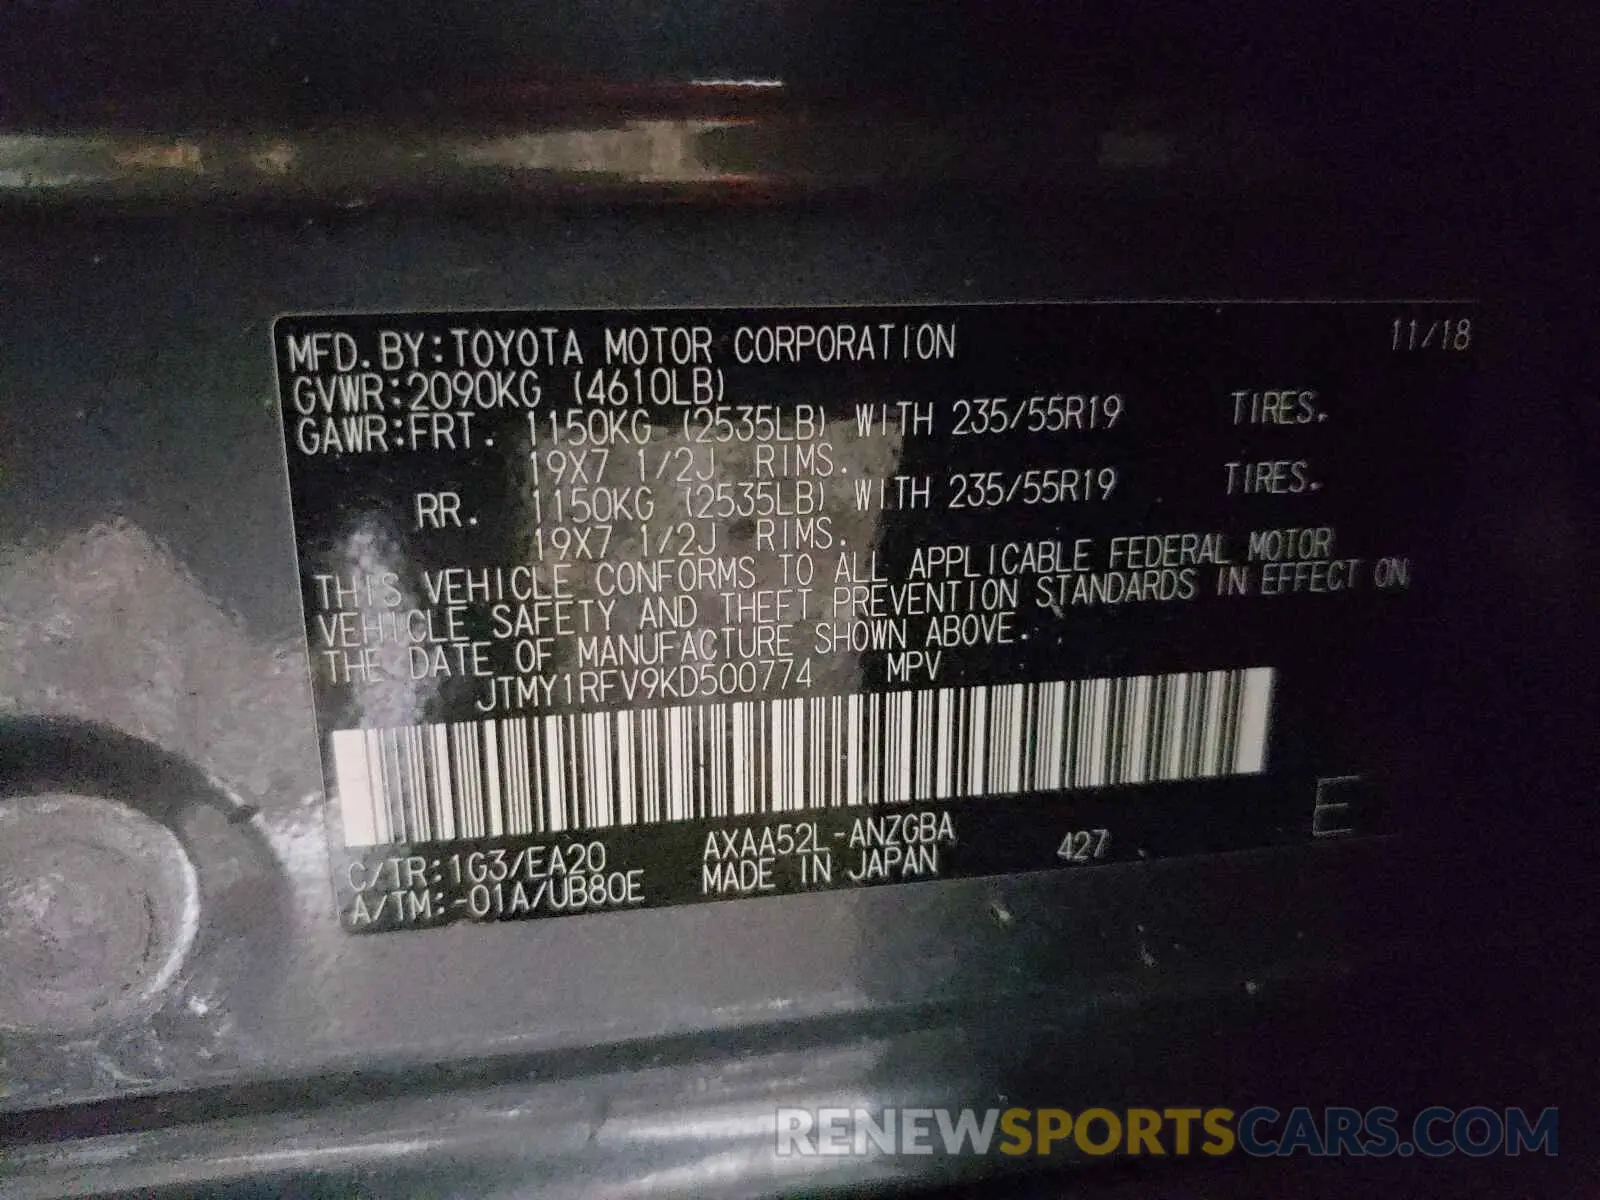 MFD.BY:TOYOTA MOTOR CORPORATION 11/18
GVWR:2090KG (4610LB)
GAWR:FRT. 1150KG (2535LB) WITH 235/55R19 TIRES.
19X7 1/2J RIMS.
RR. 1150KG (2535LB) WITH 235/55R19 TIRES.
19X7 1/2J RIMS.
THIS VEHICLE CONFORMS TO ALL APPLICABLE FEDERAL MOTOR
VEHICLE SAFETY AND THEFT PREVENTION STANDARDS IN EFFECT ON
THE DATE OF MANUFACTURE SHOWN ABOVE.
JTMY1RFV9KD500774 MPV
C/TR:1G3/EA20 AXAA52L-ANZGBA 427 E
A/TM:-01A/UB80E MADE IN JAPAN
RENEWSPORTSCARS.COM